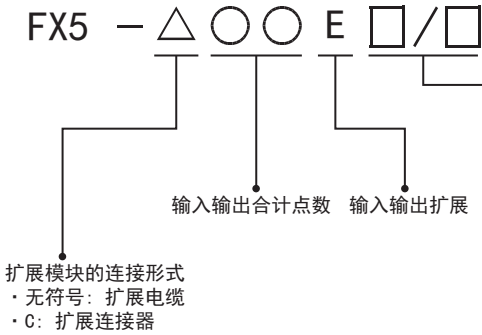 FX5 －△○○ E □/□
输入输出合计点数 输入输出扩展
扩展模块的连接形式
・无符号: 扩展电缆
・C: 扩展连接器